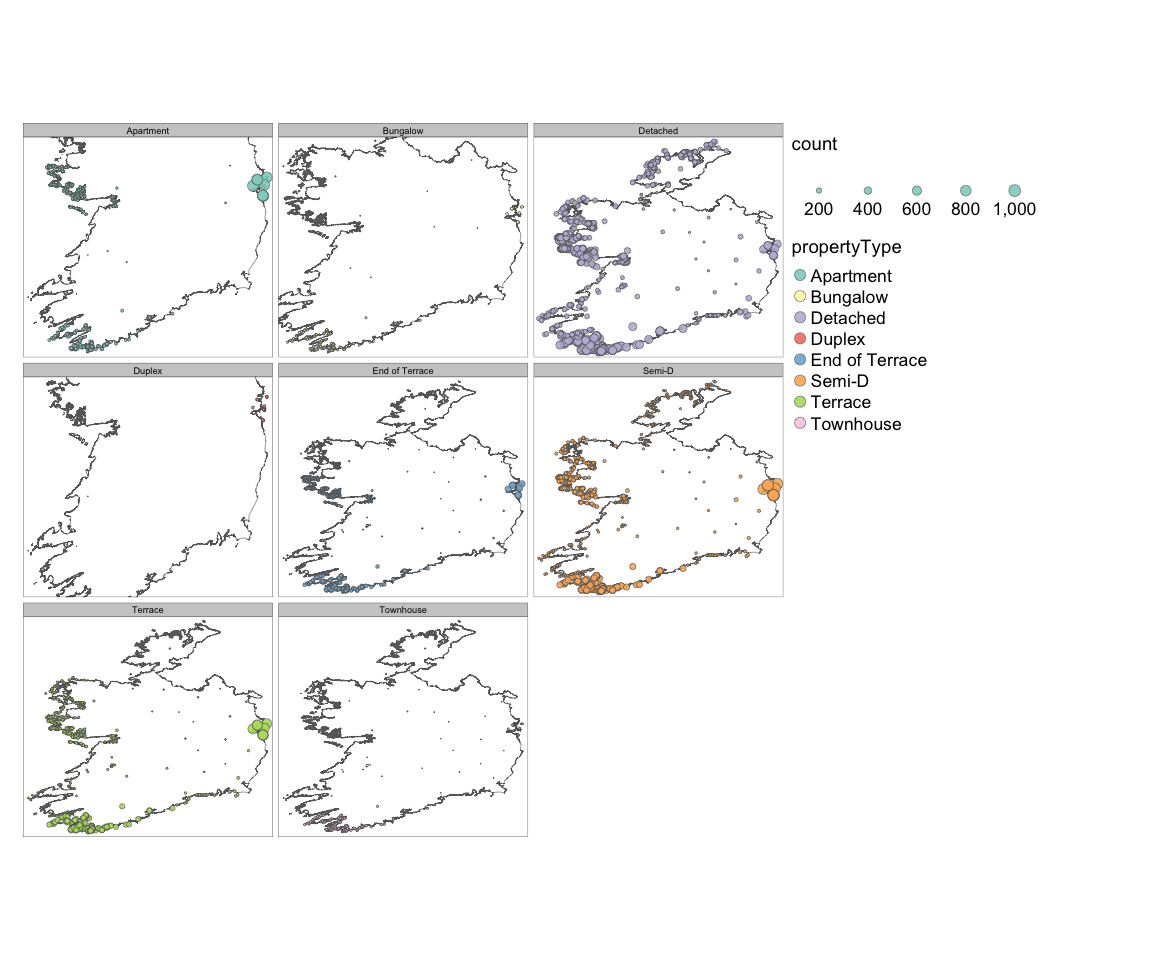 Apartment
Bungalow
Detached
Duplex
End of Terrace
Semi-D
Terrace
Townhouse
count
200 400 600 800 1,000
propertyType
Apartment
Bungalow
Detached
Duplex
End of Terrace
Semi-D
Terrace
Townhouse